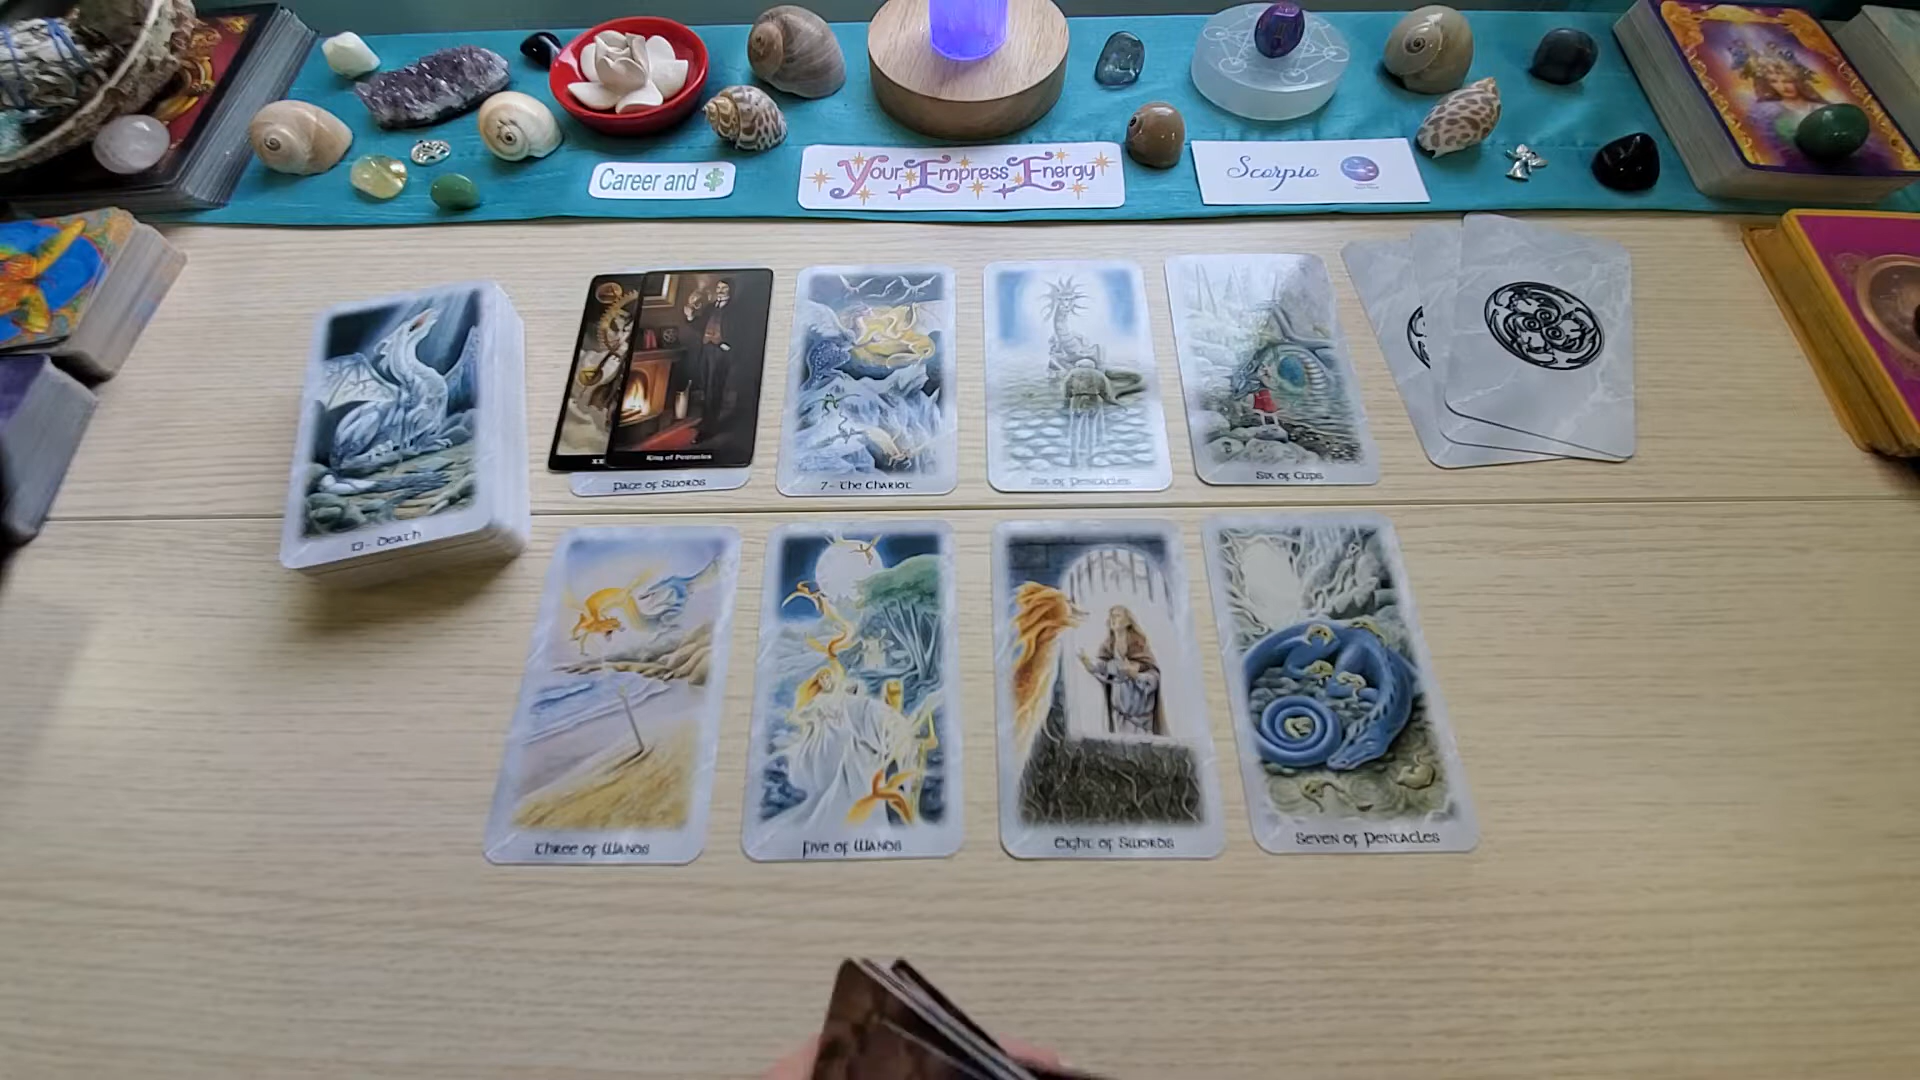 Career and $
Your Empress Energy
Scorpio
13- Death
XX
King of Pentacles
Page of Swords
7- The Chariot
Six of Pentacles
Six of Cups
Three of Wands
Five of Wands
Eight of Swords
Seven of Pentacles